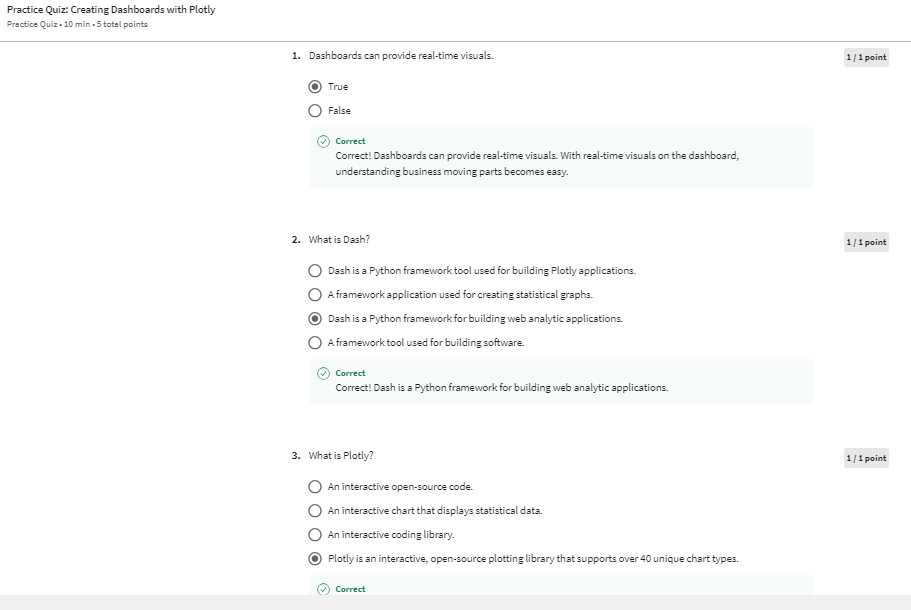 Practice Quiz: Creating Dashboards with Plotly
Practice Quiz • 10 min • 5 total points
1. Dashboards can provide real-time visuals.
1 / 1 point
True
False
Correct
Correct! Dashboards can provide real-time visuals. With real-time visuals on the dashboard,
understanding business moving parts becomes easy.
2. What is Dash?
1 / 1 point
Dash is a Python framework tool used for building Plotly applications.
A framework application used for creating statistical graphs.
Dash is a Python framework for building web analytic applications.
A framework tool used for building software.
Correct
Correct! Dash is a Python framework for building web analytic applications.
3. What is Plotly?
1 / 1 point
An interactive open-source code.
An interactive chart that displays statistical data.
An interactive coding library.
Plotly is an interactive, open-source plotting library that supports over 40 unique chart types.
Correct